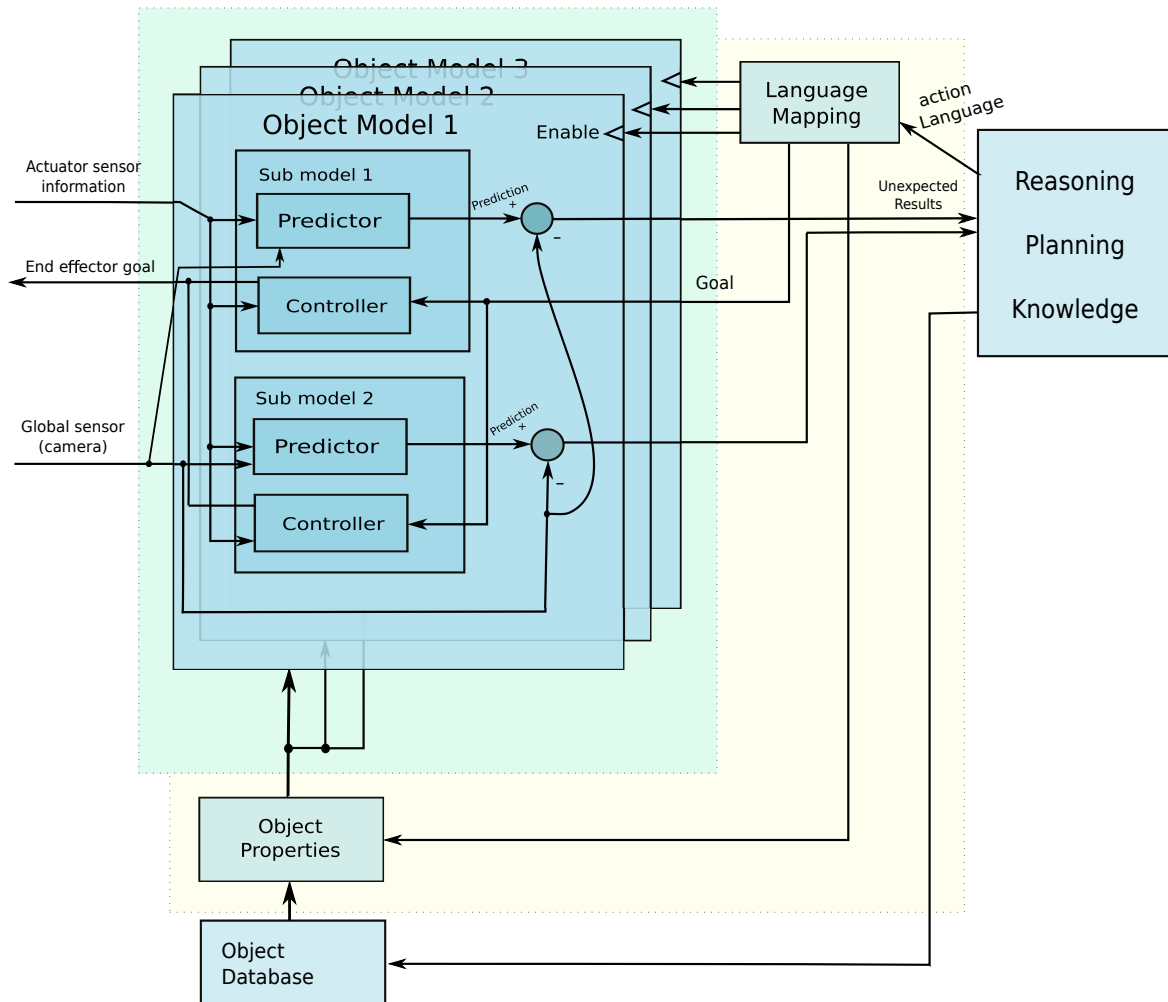 Object Model 3
Object Model 2
Object Model 1
Enable
Language
Mapping
action
Language
Reasoning
Planning
Knowledge
Actuator sensor
information
Sub model 1
Predictor
Prediction
+
–
Unexpected
Results
End effector goal
Controller
Goal
Sub model 2
Global sensor
(camera)
Predictor
Prediction
+
–
Controller
Object
Properties
Object
Database